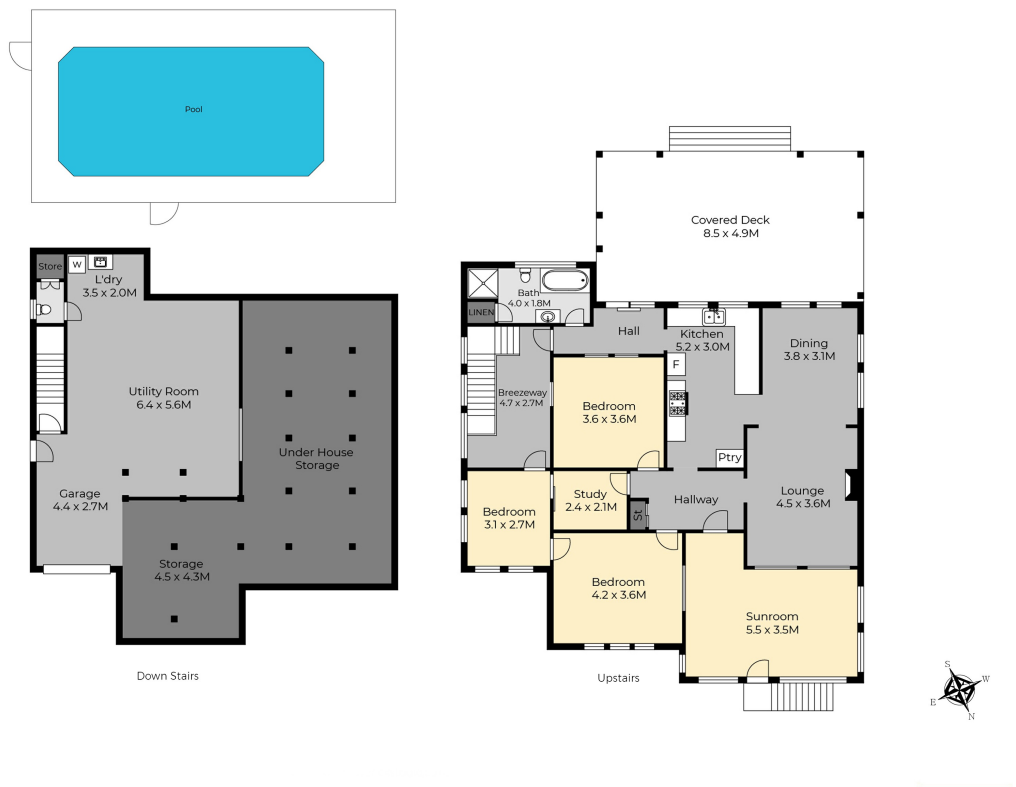 Pool
Store
W
L'dry
3.5 x 2.0M
Utility Room
6.4 x 5.6M
Under House
Storage
Garage
4.4 x 2.7M
Storage
4.5 x 4.3M
Down Stairs
Covered Deck
8.5 x 4.9M
Bath
4.0 x 1.8M
LINEN
Hall
Kitchen
5.2 x 3.0M
Dining
3.8 x 3.1M
F
Breezeway
4.7 x 2.7M
Bedroom
3.6 x 3.6M
Ptry
Bedroom
3.1 x 2.7M
Study
2.4 x 2.1M
St
Hallway
Lounge
4.5 x 3.6M
Bedroom
4.2 x 3.6M
Sunroom
5.5 x 3.5M
Upstairs
S
W
E
N